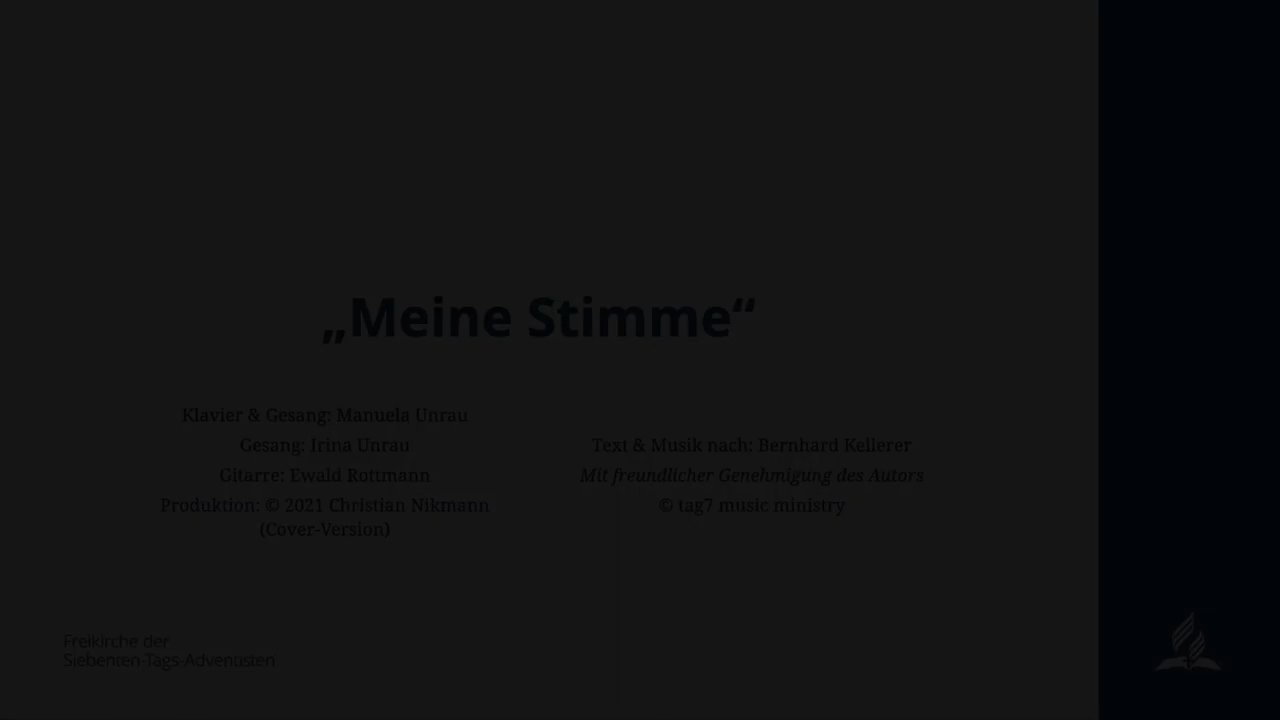 „Meine Stimme“
Klavier & Gesang: Manuela Unrau
Gesang: Irina Unrau
Gitarre: Ewald Rottmann
Produktion: © 2021 Christian Nikmann
(Cover-Version)
Text & Musik nach: Bernhard Kellerer
Mit freundlicher Genehmigung des Autors
© tag7 music ministry
Freikirche der
Siebenten-Tags-Adventisten